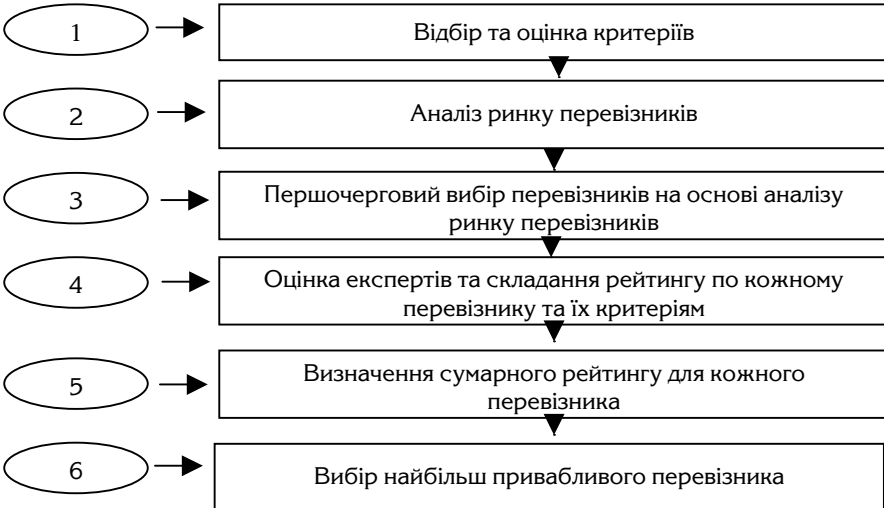 1
Відбір та оцінка критеріїв
2
Аналіз ринку перевізників
3
Першочерговий вибір перевізників на основі аналізу
ринку перевізників
4
Оцінка експертів та складання рейтингу по кожному
перевізнику та їх критеріям
5
Визначення сумарного рейтингу для кожного
перевізника
6
Вибір найбільш привабливого перевізника